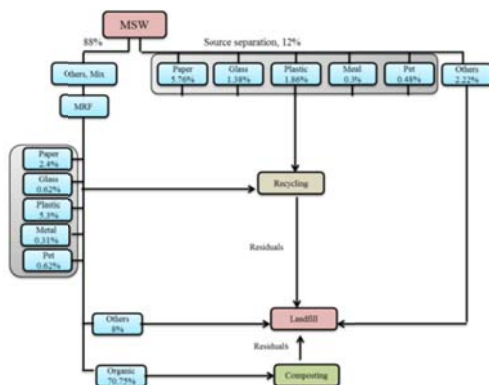 MSW
88%
Source separation, 12%
Others, Mix
Paper
5.76%
Glass
1.38%
Plastic
1.86%
Meal
0.3%
Pet
0.48%
Others
2.22%
MRF
Paper
2.4%
Glass
0.62%
Plastic
5.3%
Metal
0.31%
Pet
0.62%
Recycling
Residuals
Others
8%
Landfill
Residuals
Organic
70.75%
Composting